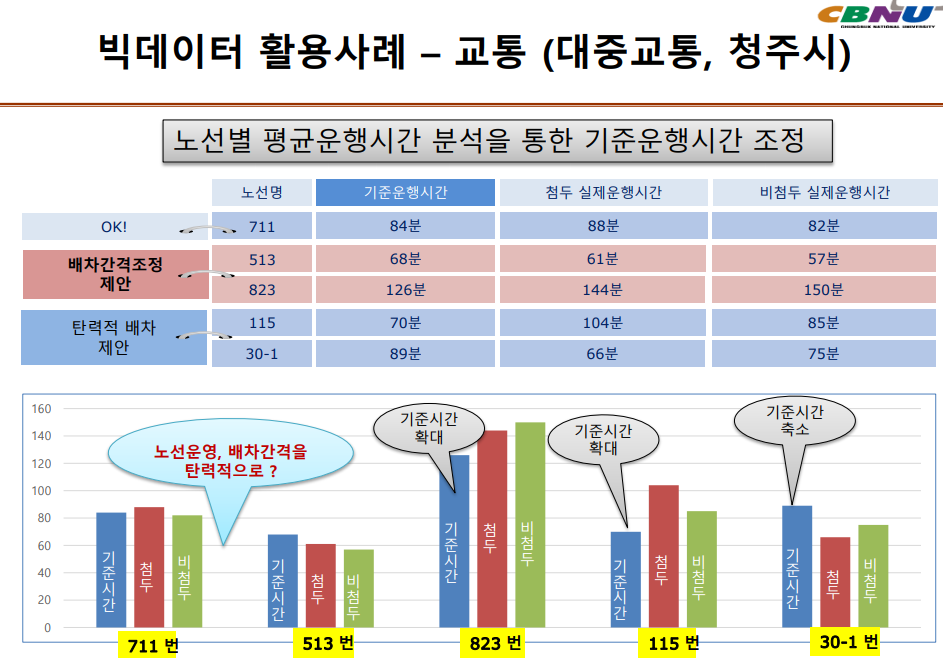 CBNU
CHUNGBUK NATIONAL UNIVERSITY
빅데이터 활용사례 – 교통 (대중교통, 청주시)
노선별 평균운행시간 분석을 통한 기준운행시간 조정
노선명 기준운행시간 첨두 실제운행시간 비첨두 실제운행시간
OK! 711 84분 88분 82분
배차간격조정
제안
513 68분 61분 57분
823 126분 144분 150분
탄력적 배차
제안
115 70분 104분 85분
30-1 89분 66분 75분
160
140
120
100
80
60
40
20
0
노선운영, 배차간격을
탄력적으로 ?
기준시간
확대
기준시간
확대
기준시간
축소
기준시간 첨두 비첨두
기준시간 첨두 비첨두
기준시간 첨두 비첨두
기준시간 첨두 비첨두
기준시간 첨두 비첨두
711 번 513 번 823 번 115 번 30-1 번